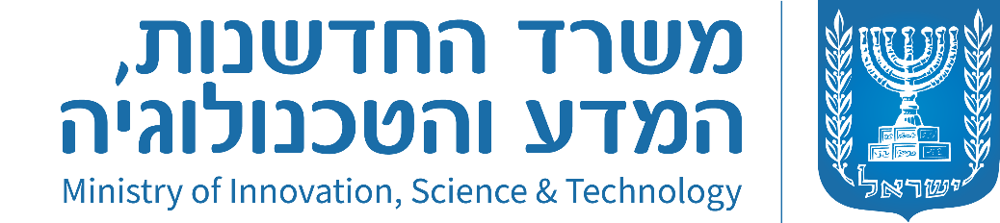 משרד החדשנות,
המדע והטכנולוגיה
Ministry of Innovation, Science & Technology
ישראל